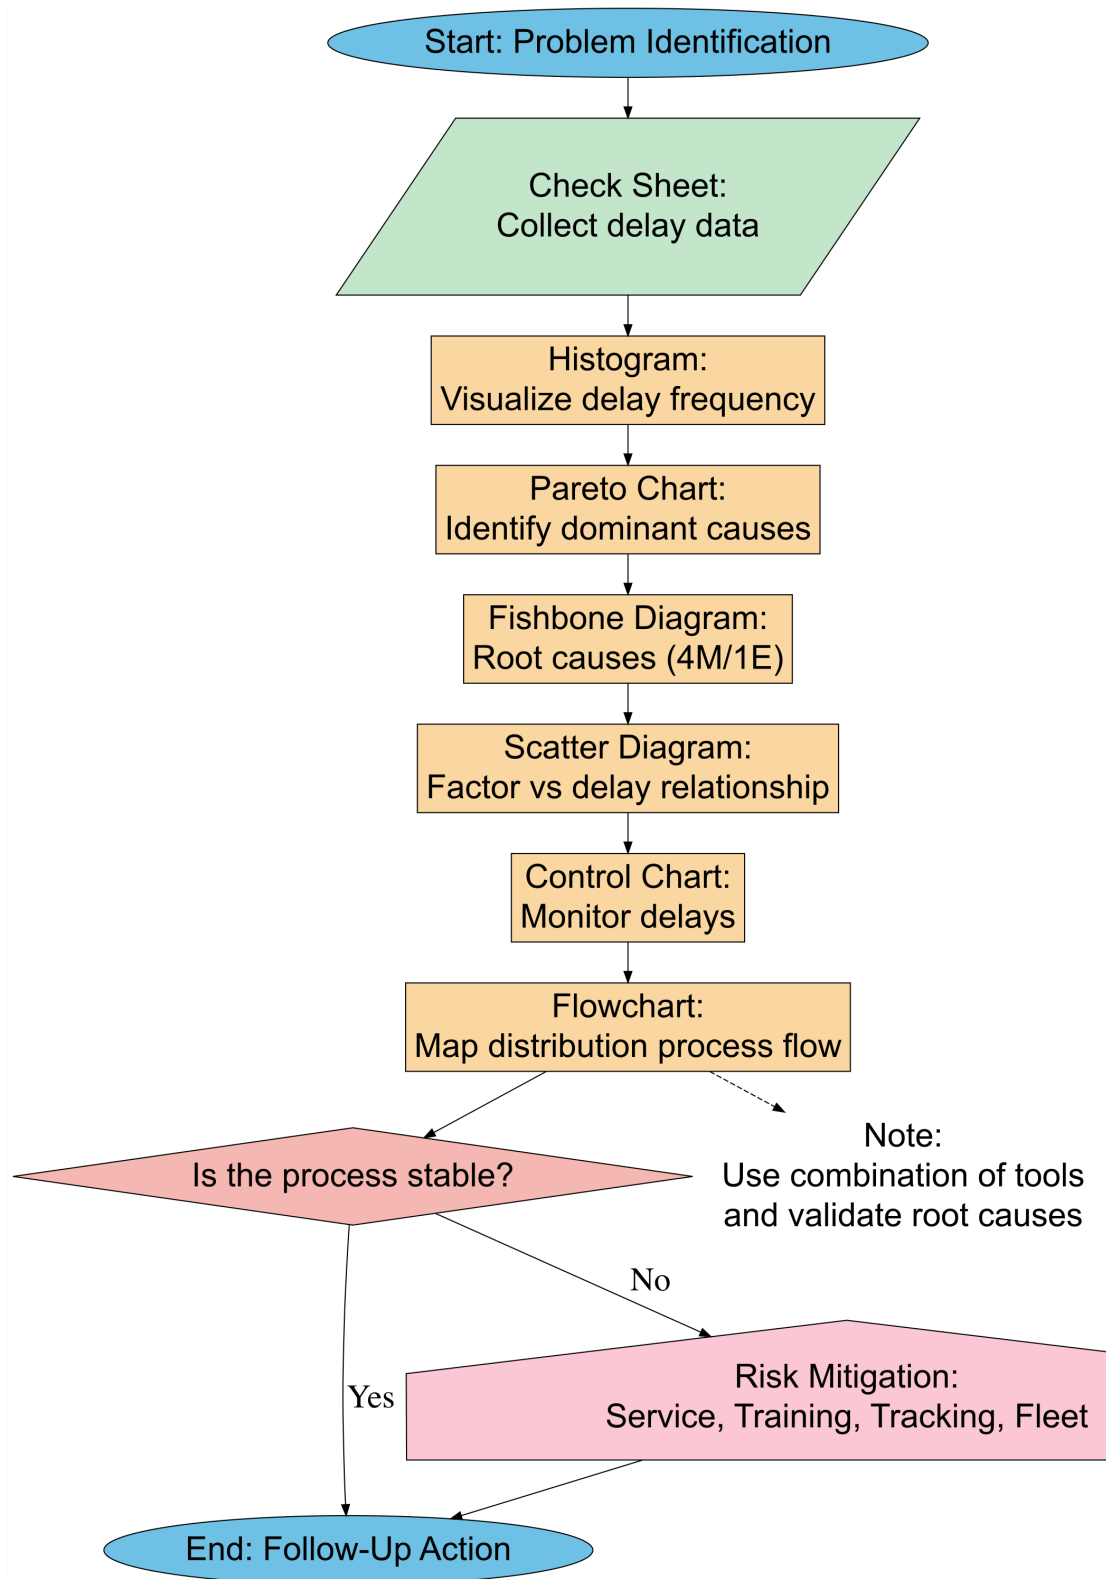 Start: Problem Identification
Check Sheet:
Collect delay data
Histogram:
Visualize delay frequency
Pareto Chart:
Identify dominant causes
Fishbone Diagram:
Root causes (4M/1E)
Scatter Diagram:
Factor vs delay relationship
Control Chart:
Monitor delays
Flowchart:
Map distribution process flow
Is the process stable?
Note:
Use combination of tools
and validate root causes
No
Yes
Risk Mitigation:
Service, Training, Tracking, Fleet
End: Follow-Up Action